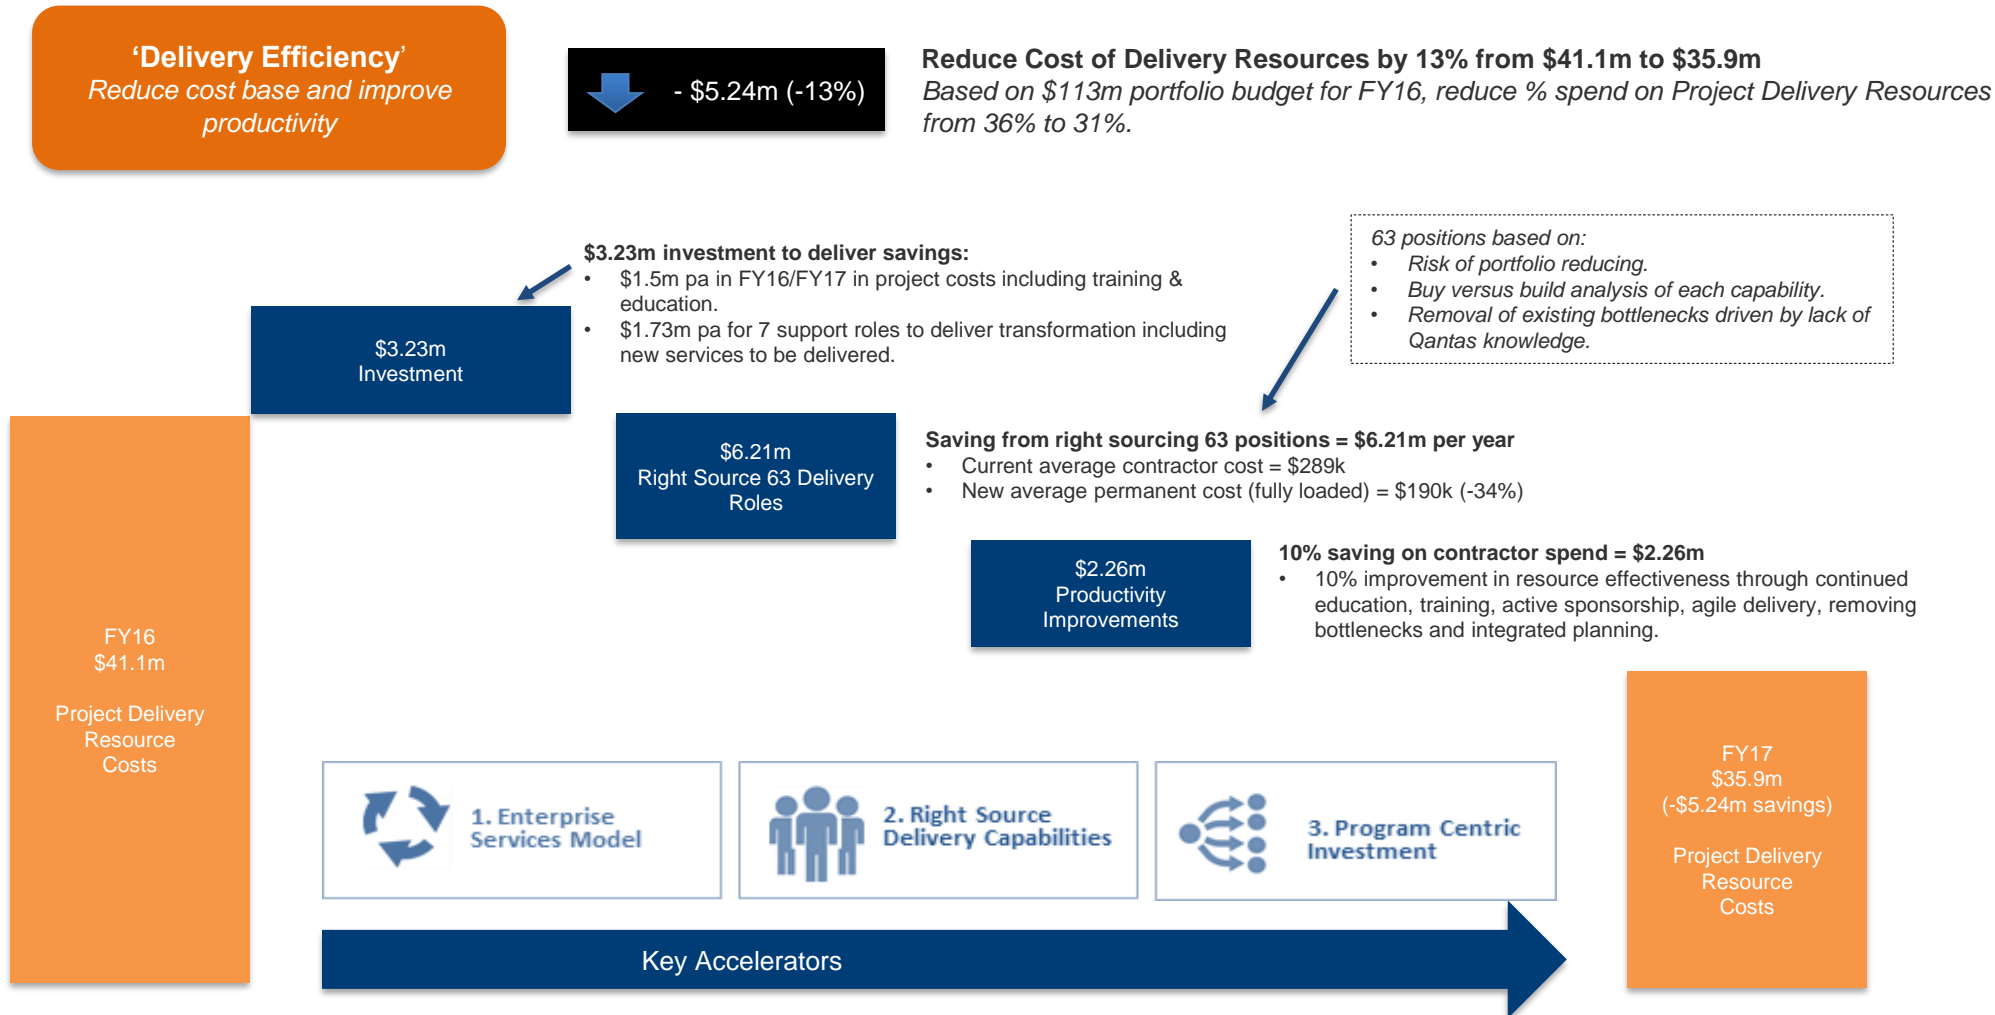 ‘Delivery Efficiency’
Reduce cost base and improve
productivity
- $5.24m (-13%)
Reduce Cost of Delivery Resources by 13% from $41.1m to $35.9m
Based on $113m portfolio budget for FY16, reduce % spend on Project Delivery Resources
from 36% to 31%.
$3.23m investment to deliver savings:
• $1.5m pa in FY16/FY17 in project costs including training &
education.
• $1.73m pa for 7 support roles to deliver transformation including
new services to be delivered.
63 positions based on:
• Risk of portfolio reducing.
• Buy versus build analysis of each capability.
• Removal of existing bottlenecks driven by lack of
Qantas knowledge.
$3.23m
Investment
$6.21m
Right Source 63 Delivery
Roles
Saving from right sourcing 63 positions = $6.21m per year
• Current average contractor cost = $289k
• New average permanent cost (fully loaded) = $190k (-34%)
$2.26m
Productivity
Improvements
10% saving on contractor spend = $2.26m
• 10% improvement in resource effectiveness through continued
education, training, active sponsorship, agile delivery, removing
bottlenecks and integrated planning.
FY16
$41.1m
Project Delivery
Resource
Costs
1. Enterprise
Services Model
2. Right Source
Delivery Capabilities
3. Program Centric
Investment
FY17
$35.9m
(-$5.24m savings)
Project Delivery
Resource
Costs
Key Accelerators